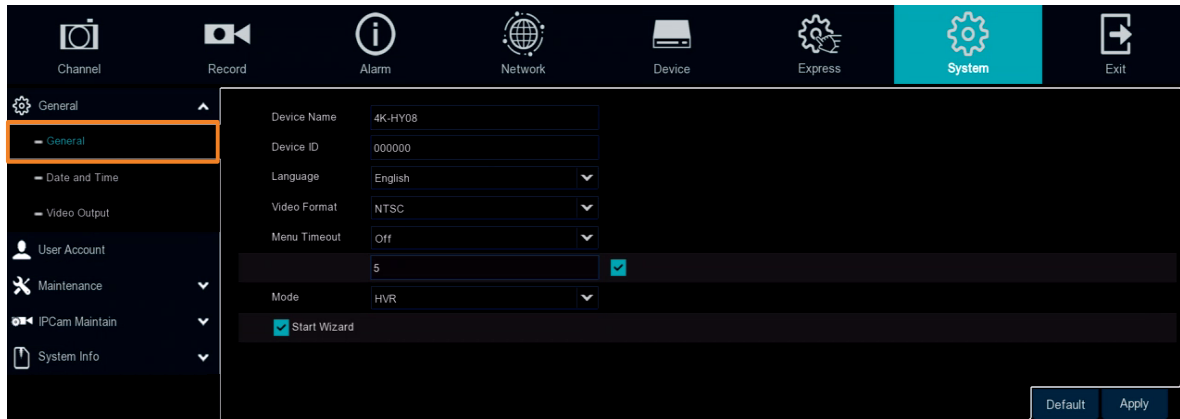 Channel Record Alarm Network Device Express System Exit
General
General
Date and Time
Video Output
User Account
Maintenance
IPCam Maintain
System Info
Device Name 4K-HY08
Device ID 000000
Language English
Video Format NTSC
Menu Timeout Off
5
Mode HVR
Start Wizard
Default Apply